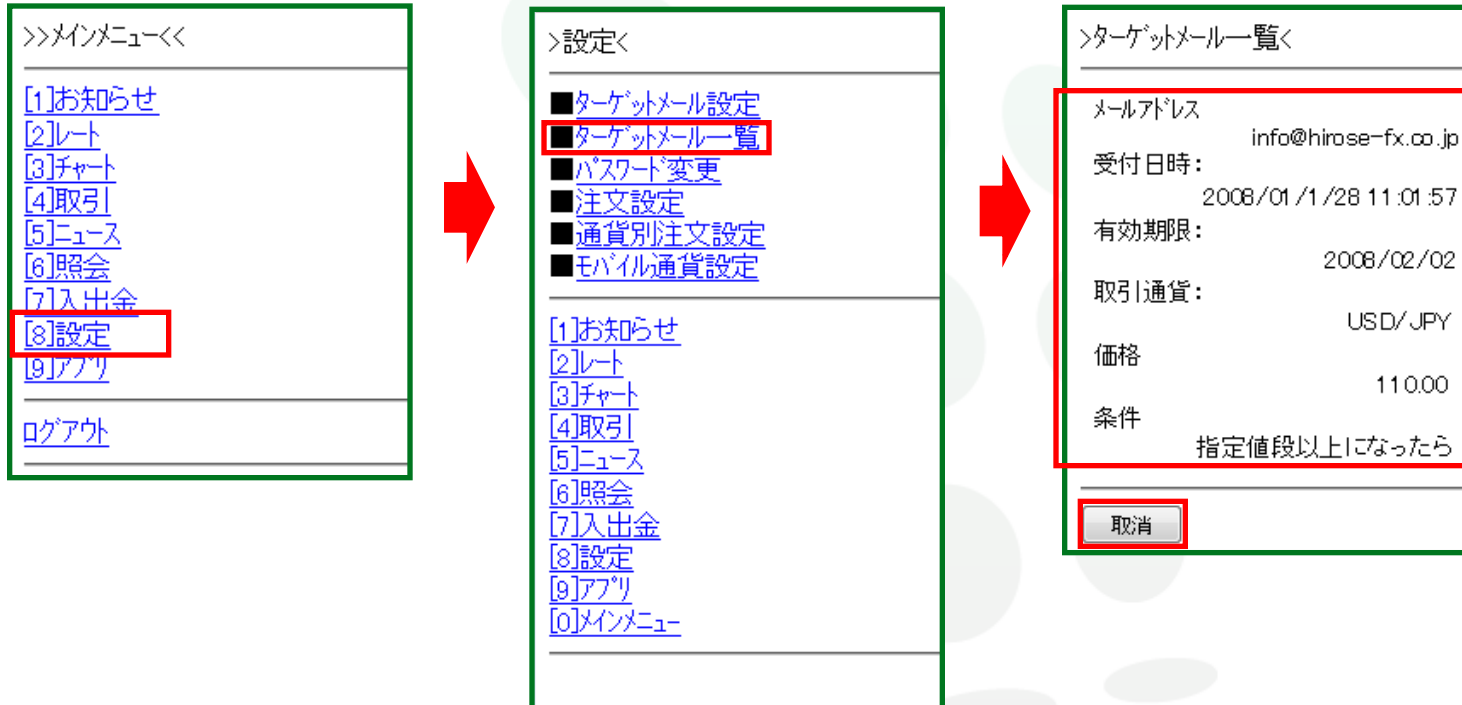 >>ﾒｲﾝﾒﾆｭｰ<<
[1]お知らせ
[2]ﾚｰﾄ
[3]ﾁｬｰﾄ
[4]取引
[5]ﾆｭｰｽ
[6]照会
[7]入出金
[8]設定
[9]ｱﾌﾟﾘ
ﾛｸﾞｱｳﾄ
>設定<
■ﾀｰｹﾞｯﾄﾒｰﾙ設定
■ﾀｰｹﾞｯﾄﾒｰﾙ一覧
■ﾊﾟｽﾜｰﾄﾞ変更
■注文設定
■通貨別注文設定
■ﾓﾊﾞｲﾙ通貨設定
[1]お知らせ
[2]ﾚｰﾄ
[3]ﾁｬｰﾄ
[4]取引
[5]ﾆｭｰｽ
[6]照会
[7]入出金
[8]設定
[9]ｱﾌﾟﾘ
[0]ﾒｲﾝﾒﾆｭｰ
>ﾀｰｹﾞｯﾄﾒｰﾙ一覧<
ﾒｰﾙｱﾄﾞﾚｽ
info@hirose-fx.co.jp
受付日時:
2008/01/1/28 11:01:57
有効期限:
2008/02/02
取引通貨:
USD/JPY
価格
110.00
条件
指定値段以上になったら
取消